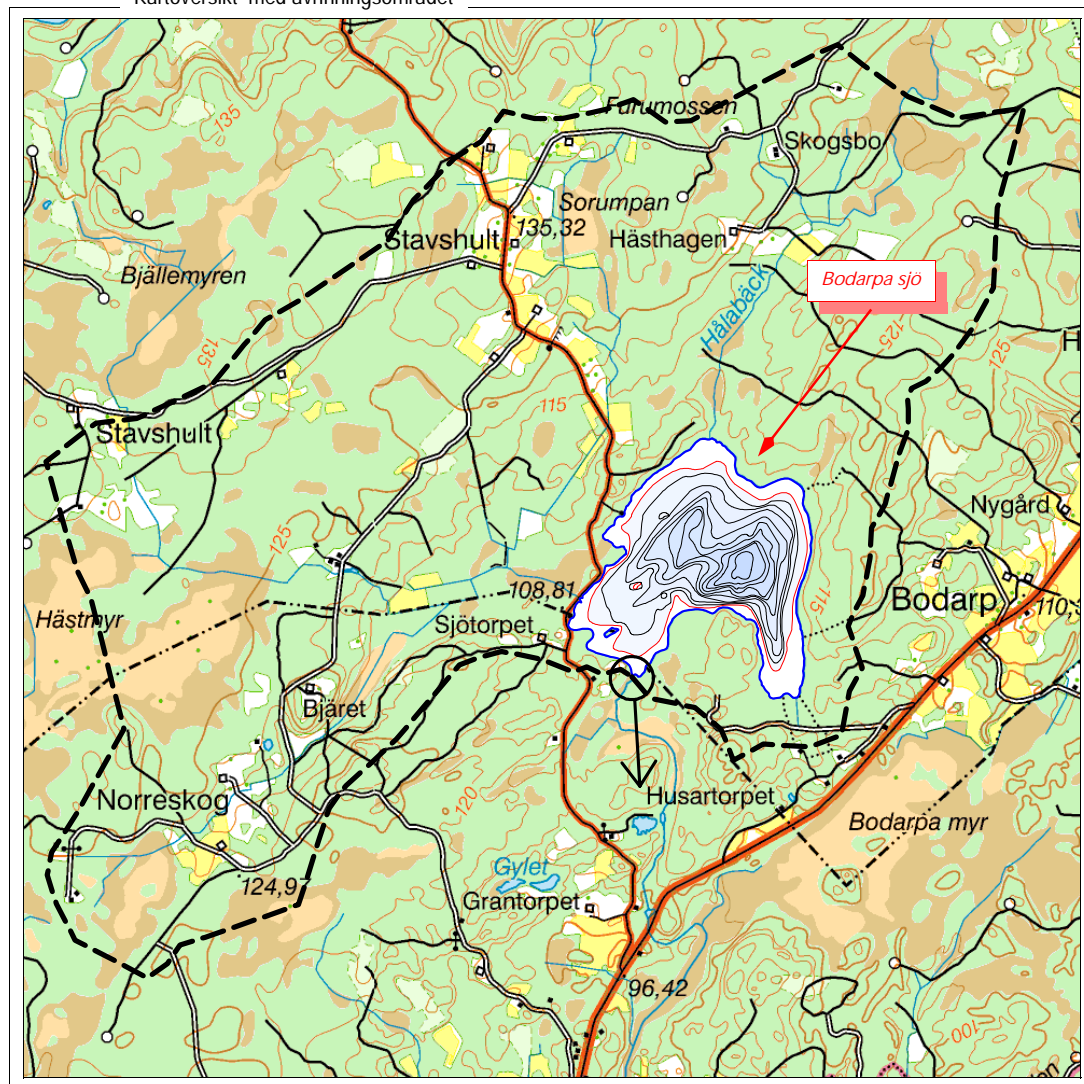 Kartöversikt med avrinningsområdet
135
Furumossen
Skogsbo
Sorumpan
135,32
Stavshult
Hästhagen
Bjällemyren
Bodarpa sjö
Hålabäck
125
125
H
135
115
Stavshult
Nygård
125
108,81
115
Bodarp
110,
Hästmyr
Sjötorpet
Bjäret
Norreskog
120
Husartorpet
Bodarpa myr
Gylet
124,9
Grantorpet
96,42
100